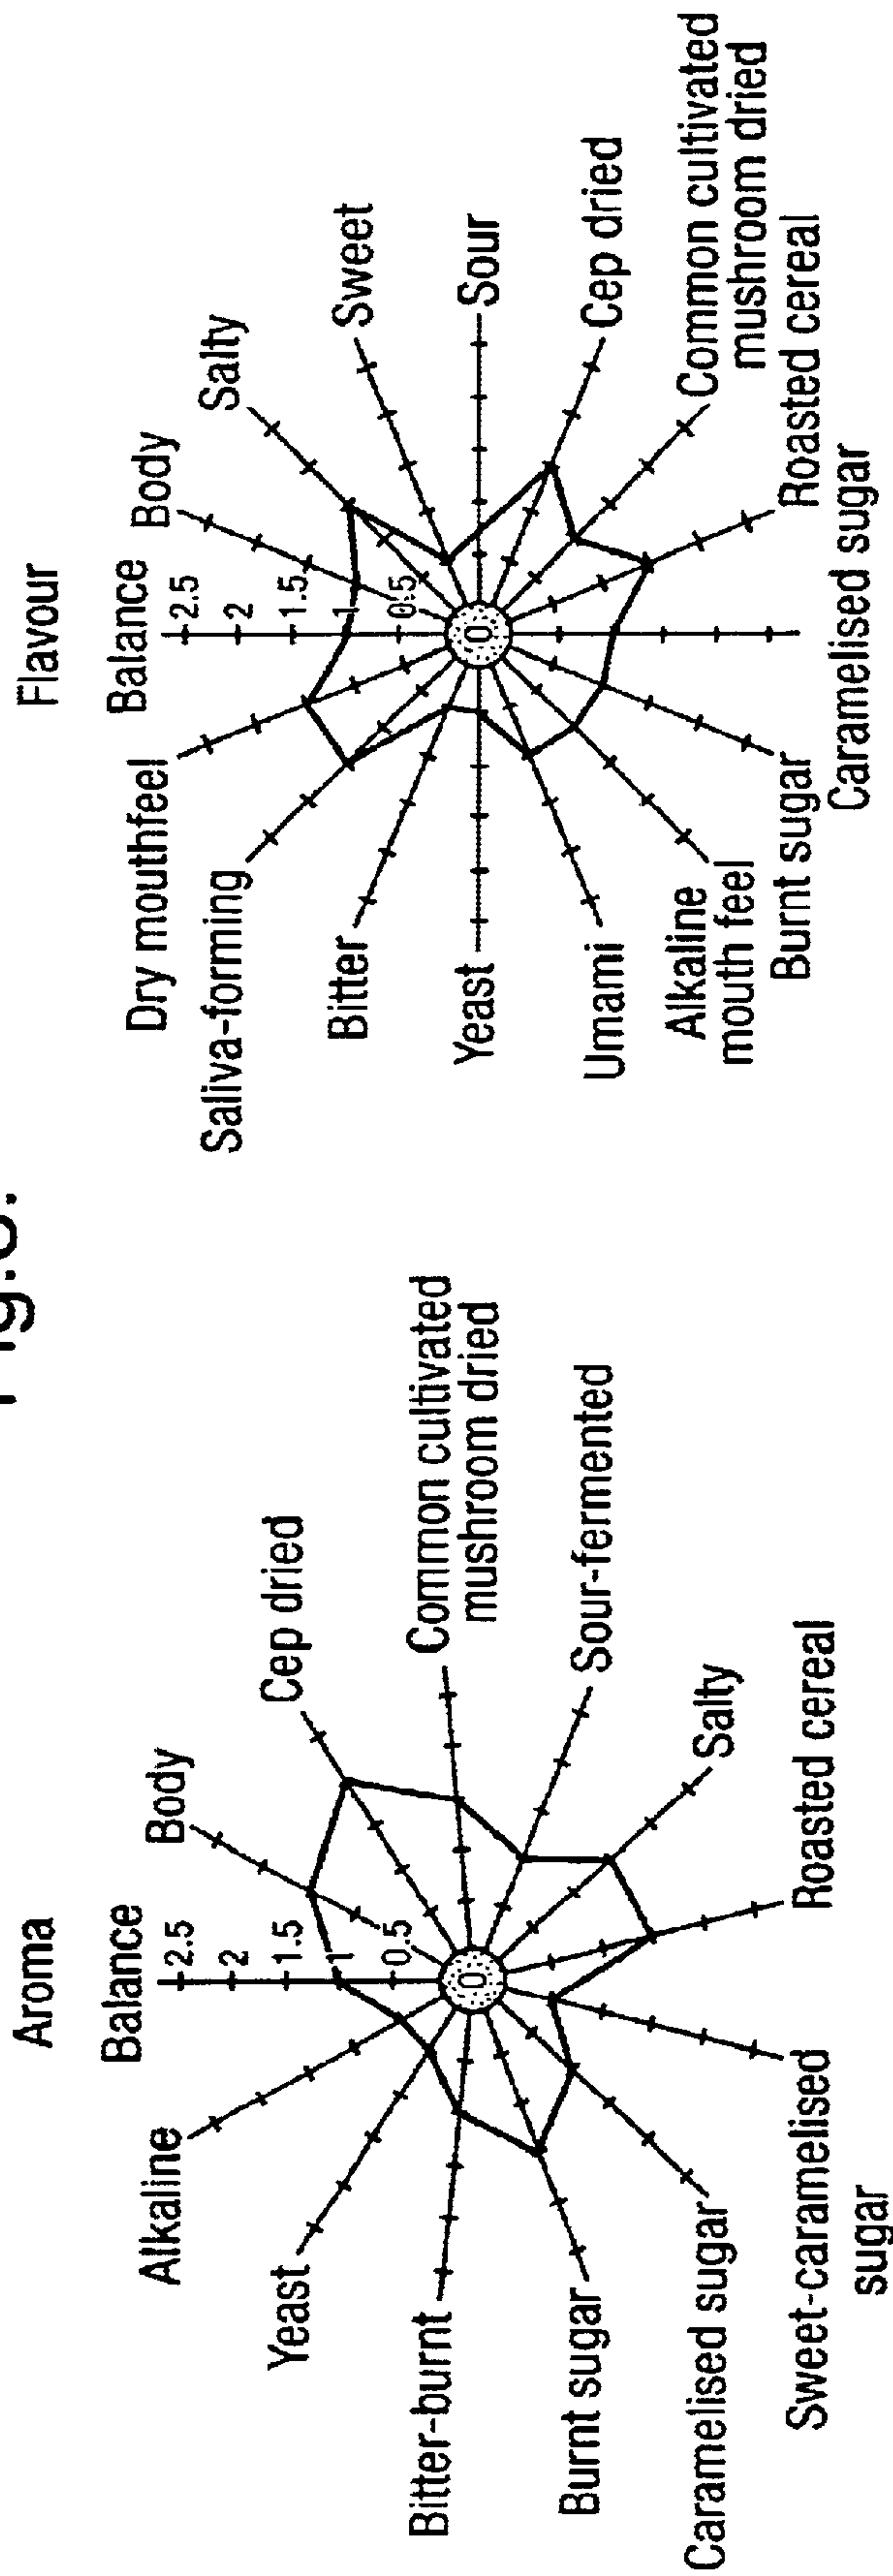 Aroma
Balance
2.5
2
1.5
1
0.5
0
Body
Cep dried
Common cultivated
mushroom dried
Sour-fermented
Salty
Roasted cereal
Sweet-caramelised
sugar
Caramelised sugar
Burnt sugar
Bitter-burnt
Yeast
Alkaline
Flavour
Balance
2.5
2
1.5
1
0.5
0
Body
Salty
Sweet
Sour
Cep dried
Common cultivated
mushroom dried
Roasted cereal
Caramelised sugar
Burnt sugar
Alkaline
mouth feel
Umami
Yeast
Bitter
Saliva-forming
Dry mouthfeel